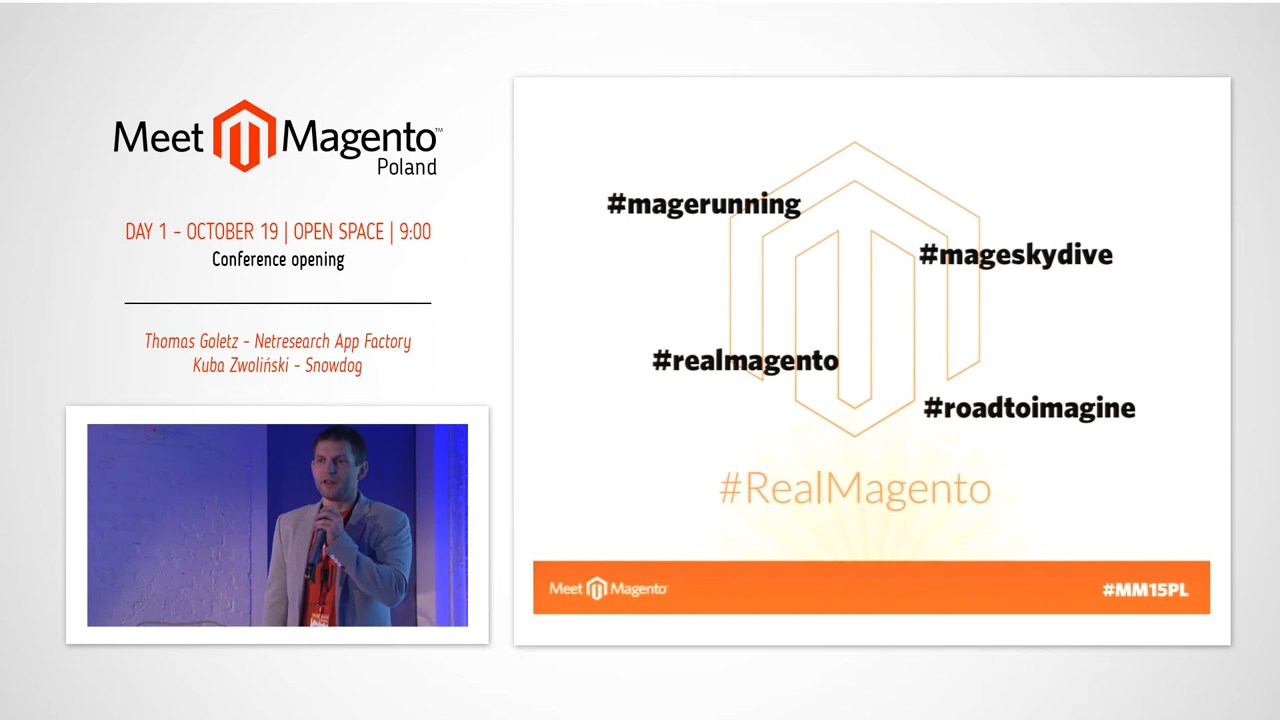 Meet Magento™
Poland
DAY 1 - OCTOBER 19 | OPEN SPACE | 9:00
Conference opening
Thomas Goletz - Netresearch App Factory
Kuba Zwoliński - Snowdog
#magerunning
#mageskydive
#realmagento
#roadtoimagine
#RealMagento
Meet Magento
#MM15PL